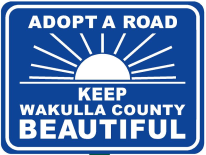 ADOPT A ROAD
KEEP
WAKULLA COUNTY
BEAUTIFUL